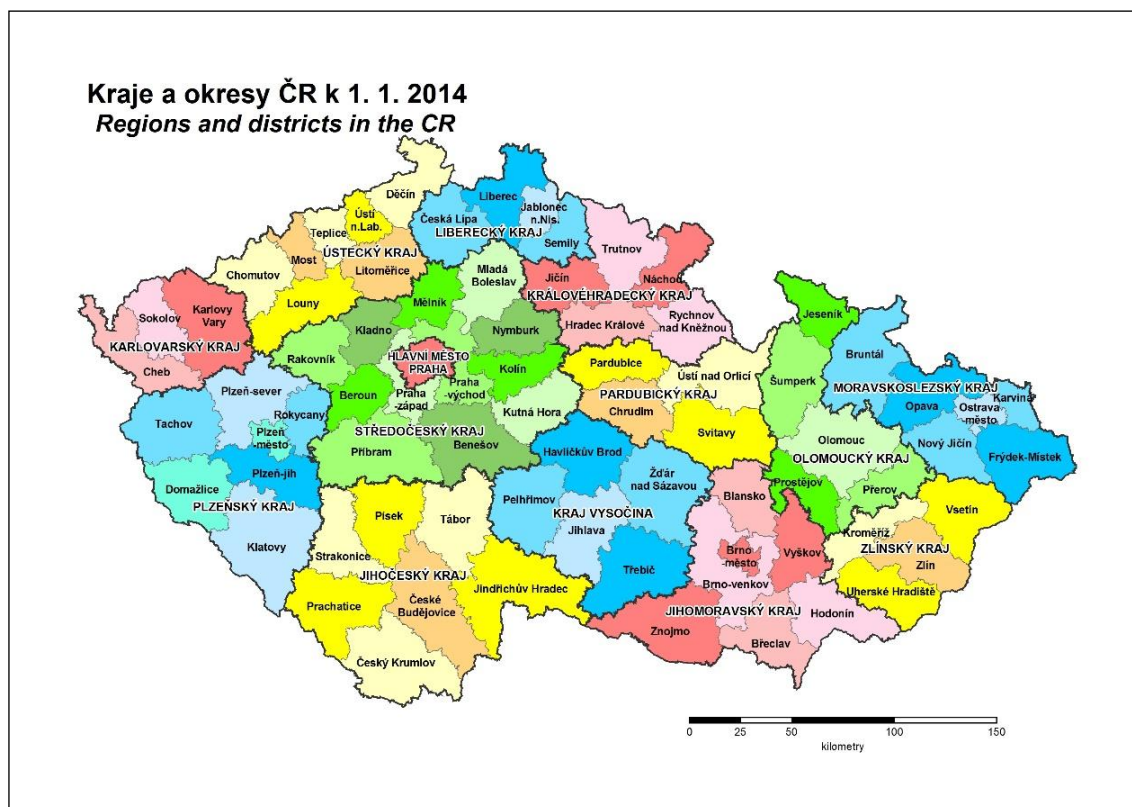 Kraje a okresy ČR k 1. 1. 2014
Regions and districts in the CR
Děčín
Ústí
n.Lab.
Teplice
ÚSTECKÝ KRAJ
Most
Litoměřice
Chomutov
Louny
Liberec
Jablonec
n.Nis.
Česká Lípa
LIBERECKÝ KRAJ
Semily
Trutnov
Jičín
Náchod
KRÁLOVÉHRADECKÝ KRAJ
Hradec Králové
Rychnov
nad Kněžnou
Karlovy
Vary
Sokolov
KARLOVARSKÝ KRAJ
Cheb
Mladá
Boleslav
Mělník
Kladno
Nymburk
Rakovník
HLAVNÍ MĚSTO
PRAHA
Kolín
Beroun
Praha-
západ
Praha-
východ
Kutná Hora
STŘEDOČESKÝ KRAJ
Příbram
Benešov
Plzeň-sever
Rokycany
Tachov
Plzeň-
město
Plzeň-jih
Domažlice
PLZEŇSKÝ KRAJ
Klatovy
Pardubice
Ústí nad Orlicí
PARDUBICKÝ KRAJ
Chrudim
Svitavy
Jeseník
Šumperk
Olomouc
OLOMOUCKÝ KRAJ
Prostějov
Přerov
Bruntál
MORAVSKOSLEZSKÝ KRAJ
Karviná
Opava
Ostrava-
město
Nový Jičín
Frýdek-Místek
Havlíčkův Brod
Žďár
nad Sázavou
Pelhřimov
KRAJ VYSOČINA
Jihlava
Třebíč
Písek
Tábor
Strakonice
JIHOČESKÝ KRAJ
Jindřichův Hradec
Prachatice
České
Budějovice
Český Krumlov
Blansko
Brno-
město
Vyškov
Brno-venkov
JIHOMORAVSKÝ KRAJ
Hodonín
Znojmo
Břeclav
Vsetín
Kroměříž
ZLÍNSKÝ KRAJ
Zlín
Uherské Hradiště
0 25 50 100 150
kilometry